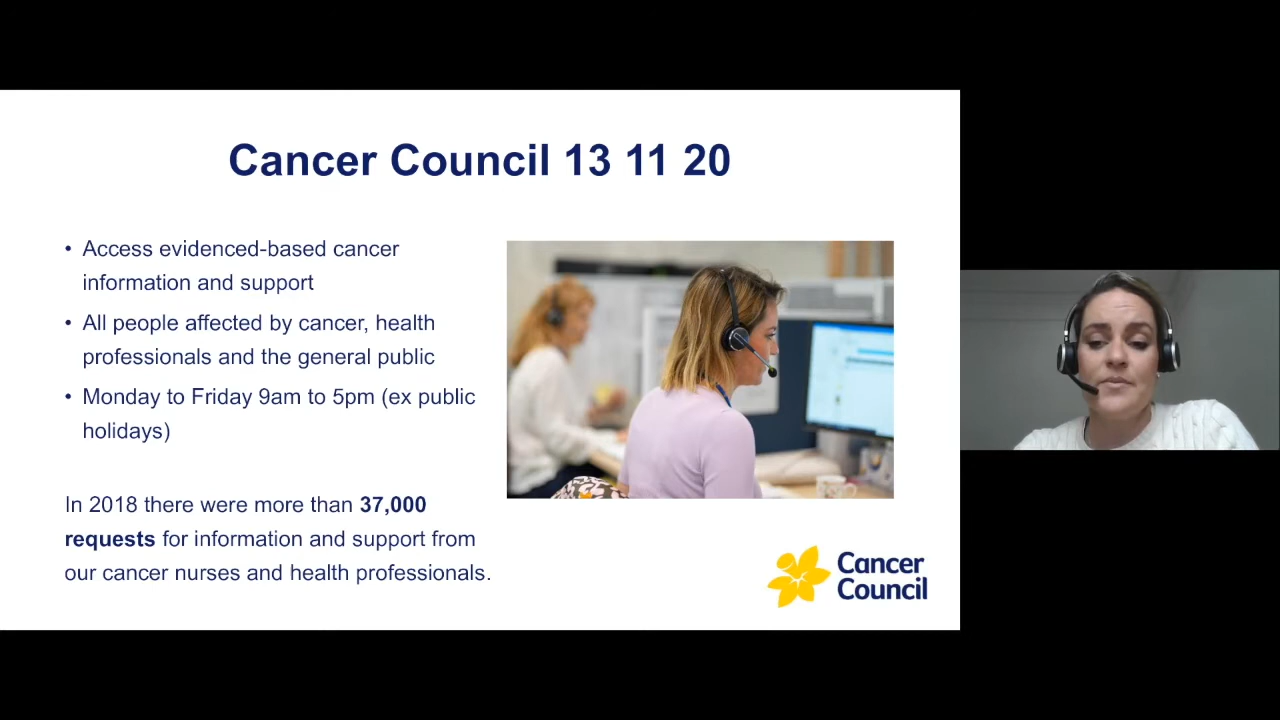 Cancer Council 13 11 20
• Access evidenced-based cancer
information and support
• All people affected by cancer, health
professionals and the general public
• Monday to Friday 9am to 5pm (ex public
holidays)
In 2018 there were more than 37,000
requests for information and support from
our cancer nurses and health professionals.
Cancer
Council